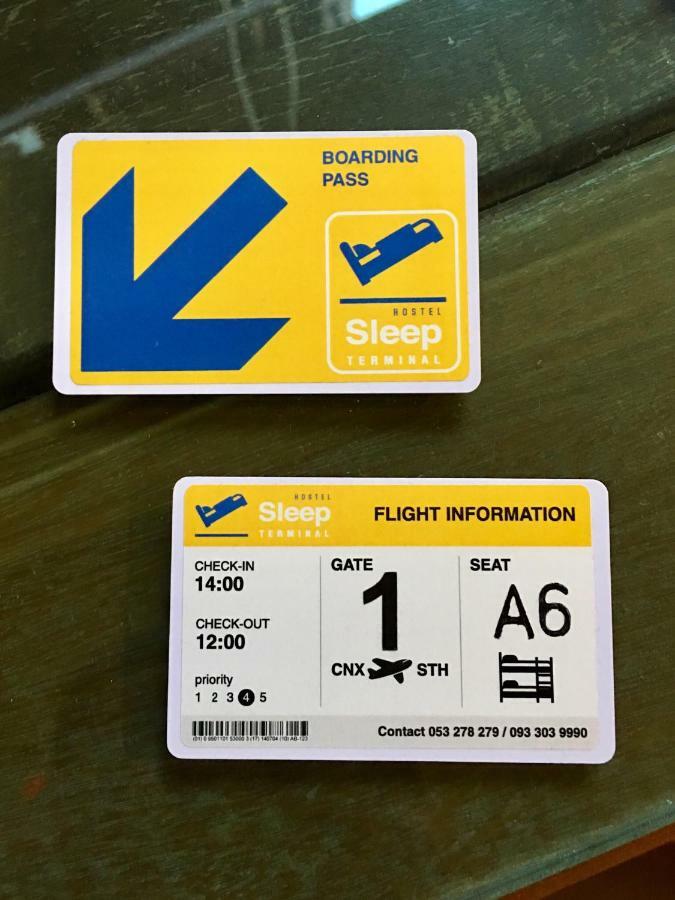 BOARDING
PASS
HOSTEL
Sleep
TERMINAL
HOSTEL
Sleep
TERMINAL
FLIGHT INFORMATION
CHECK-IN
14:00
CHECK-OUT
12:00
priority
1 2 3 4 5
GATE
1
CNX STH
SEAT
A6
Contact 053 278 279 / 093 303 9990